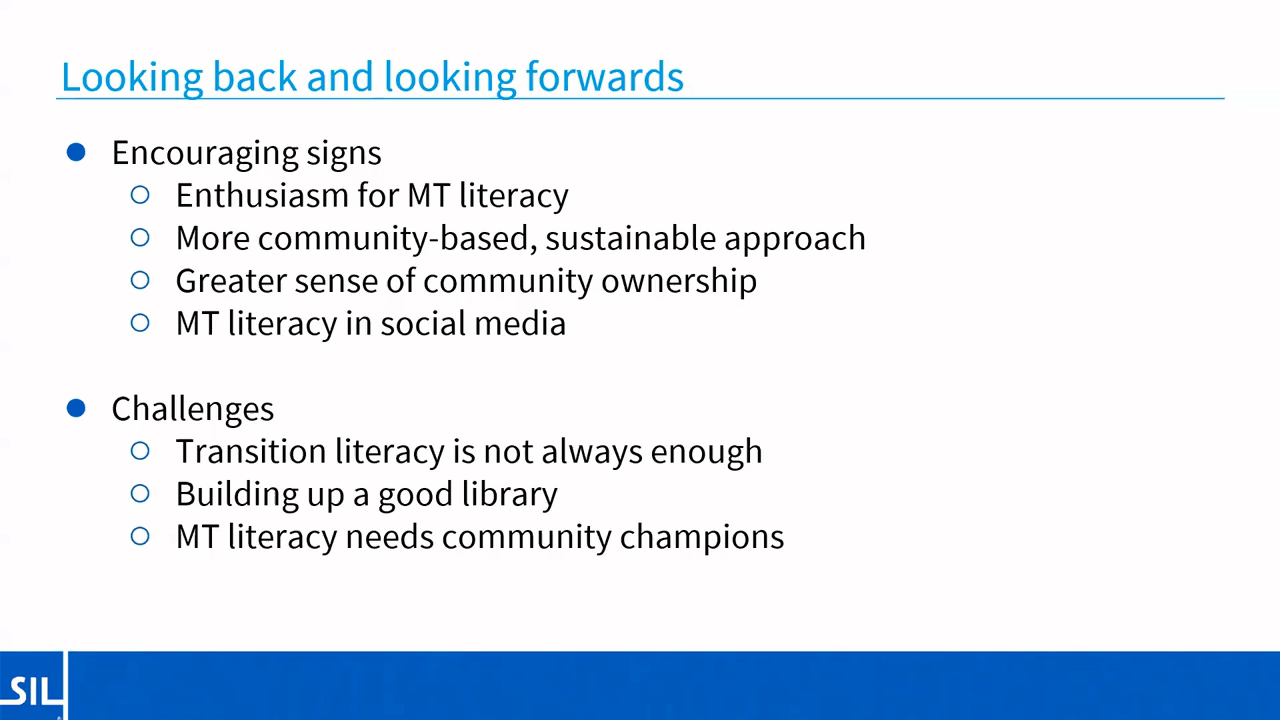 Looking back and looking forwards
Encouraging signs
Enthusiasm for MT literacy
More community-based, sustainable approach
Greater sense of community ownership
MT literacy in social media
Challenges
Transition literacy is not always enough
Building up a good library
MT literacy needs community champions
SIL